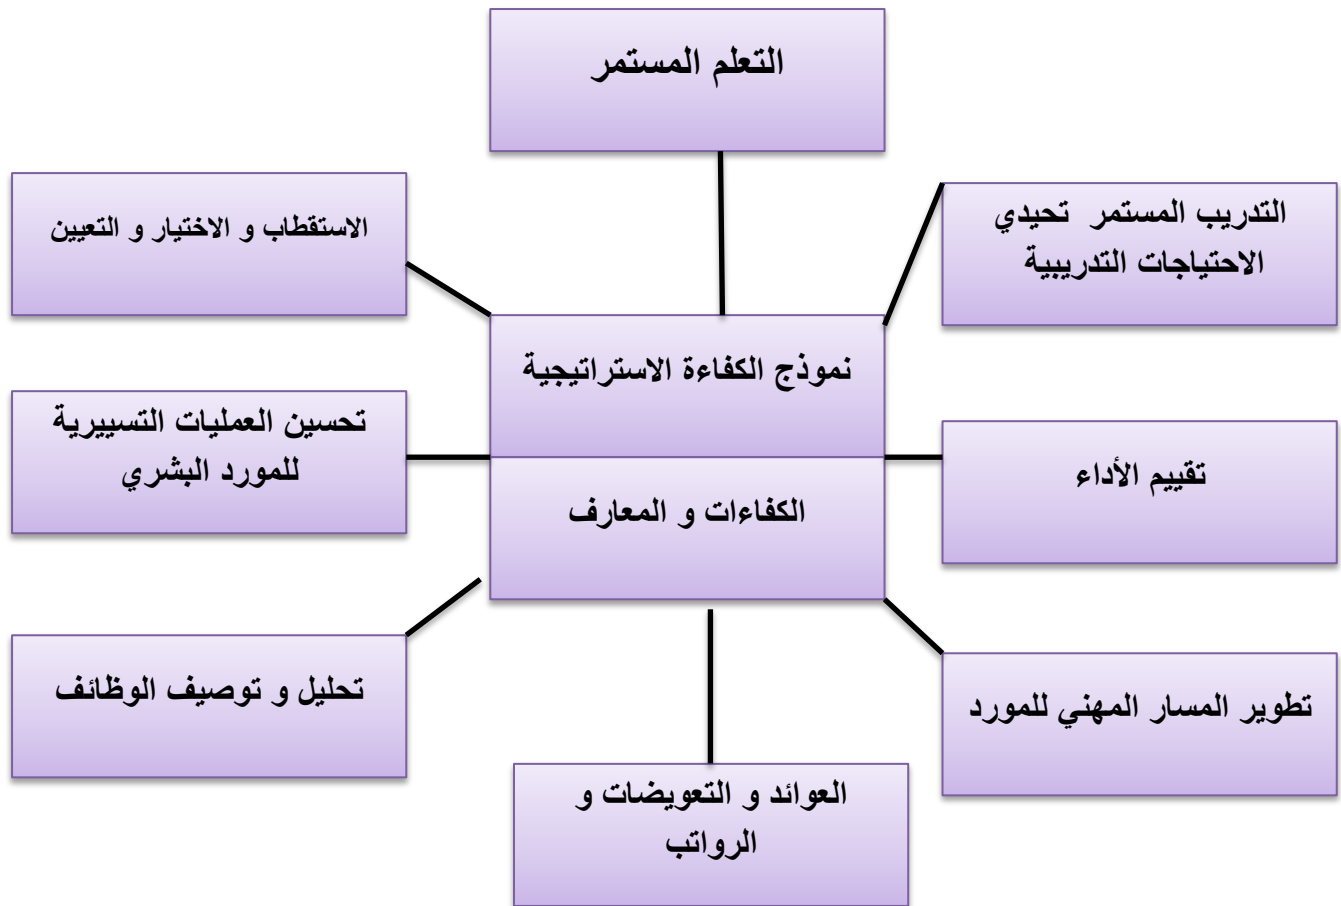 التعلم المستمر
التدريب المستمر تحيدي
الاحتياجات التدريبية
الاستقطاب و الاختيار و التعيين
نموذج الكفاءة الاستراتيجية
تحسين العمليات التسييرية
للمورد البشري
تقييم الأداء
الكفاءات و المعارف
تطوير المسار المهني للمورد
تحليل و توصيف الوظائف
العوائد و التعويضات و
الرواتب